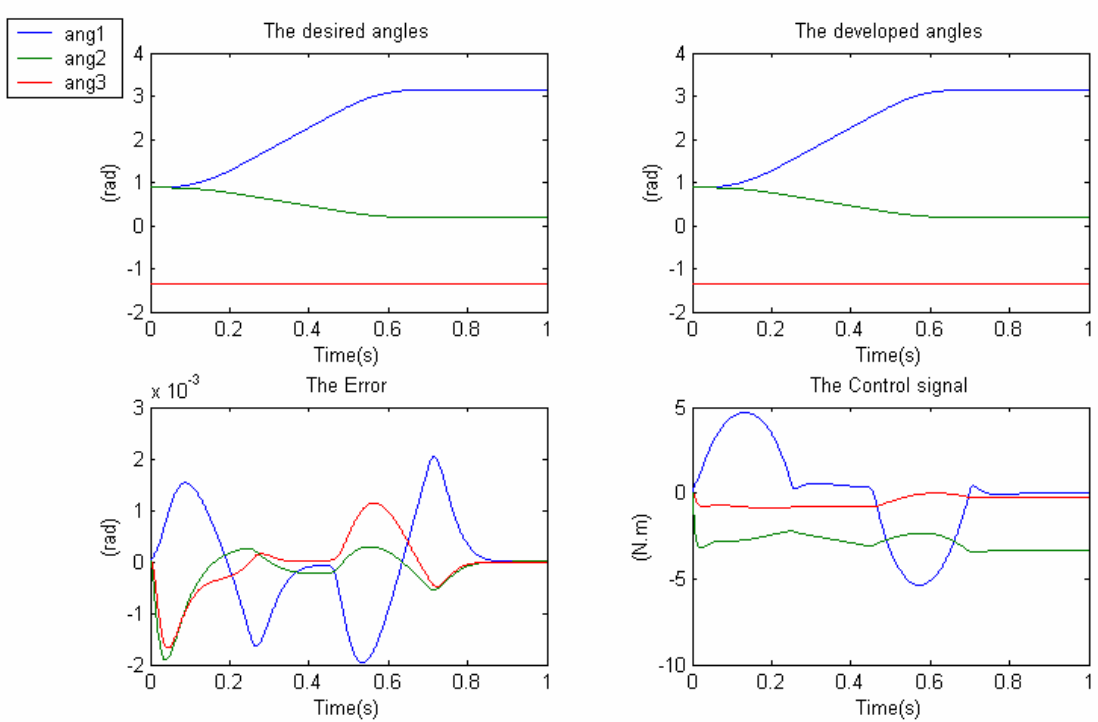 ang1
ang2
ang3
The desired angles
4
3
2
1
0
-1
-2
(rad)
0 0.2 0.4 0.6 0.8 1
Time(s)
The developed angles
4
3
2
1
0
-1
-2
(rad)
0 0.2 0.4 0.6 0.8 1
Time(s)
x 10^-3
The Error
3
2
1
0
-1
-2
(rad)
0 0.2 0.4 0.6 0.8 1
Time(s)
The Control signal
5
0
-5
-10
(N.m)
0 0.2 0.4 0.6 0.8 1
Time(s)